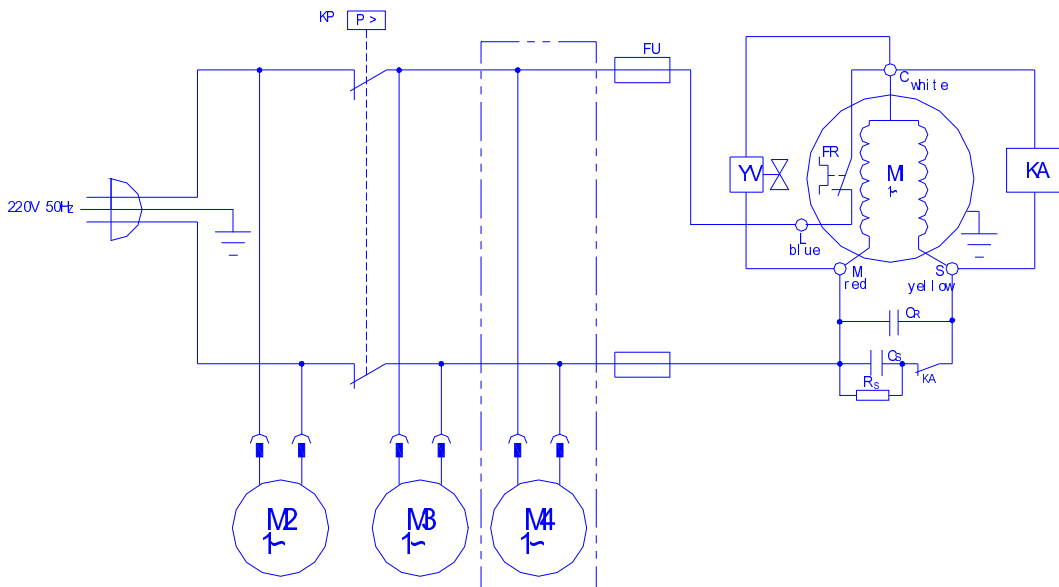 KP
P >
FU
C
white
FR
YV
M1
1~
KA
220V 50Hz
L
blue
M
red
S
yellow
CR
CS
KA
RS
M2
1~
M3
1~
M4
1~